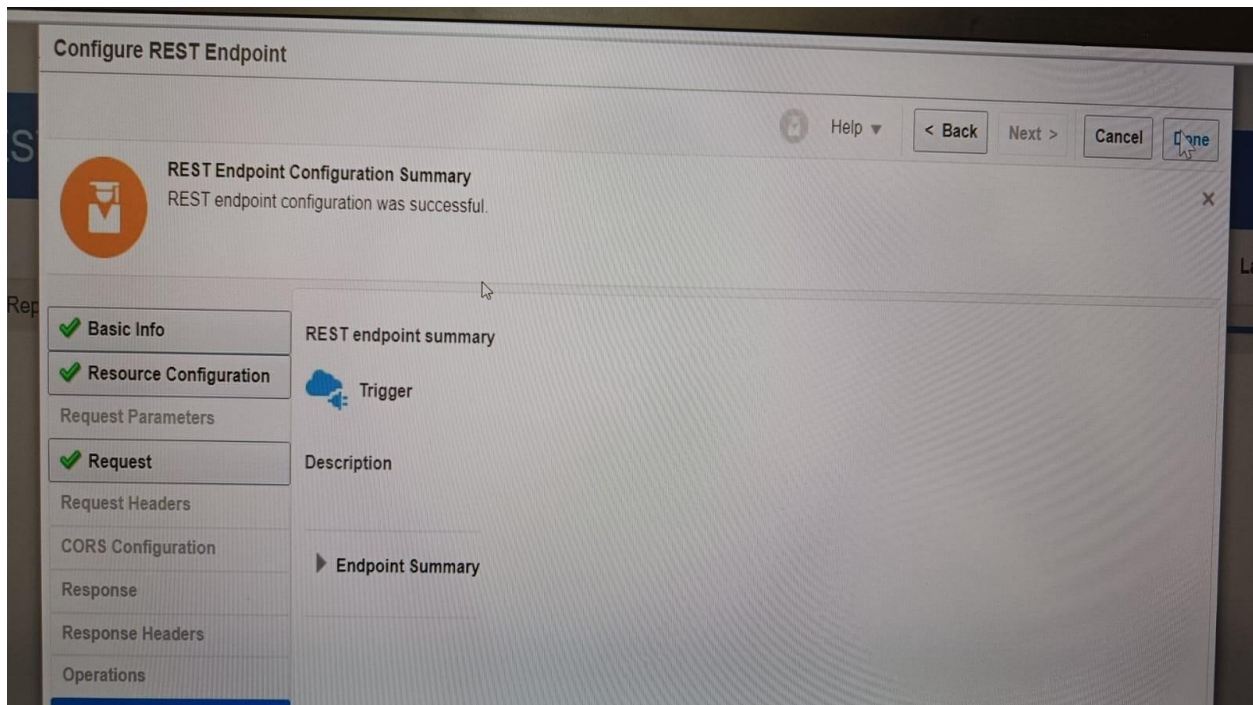 Configure REST Endpoint
Help
< Back
Next >
Cancel
Done
REST Endpoint Configuration Summary
REST endpoint configuration was successful.
Basic Info
Resource Configuration
Request Parameters
Request
Request Headers
CORS Configuration
Response
Response Headers
Operations
REST endpoint summary
Trigger
Description
Endpoint Summary